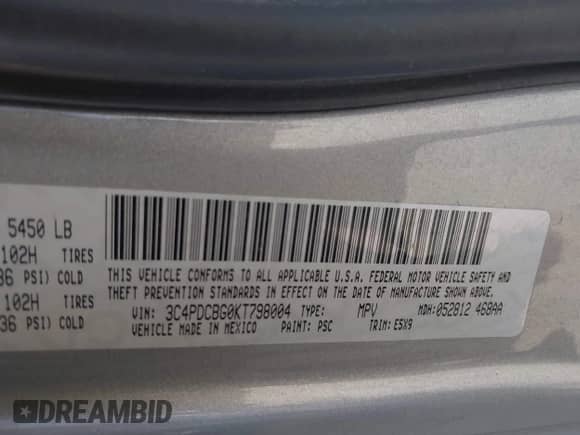 5450 LB
102H TIRES
36 PSI) COLD
102H TIRES
36 PSI) COLD
THIS VEHICLE CONFORMS TO ALL APPLICABLE U.S.A. FEDERAL MOTOR VEHICLE SAFETY AND
THEFT PREVENTION STANDARDS IN EFFECT ON THE DATE OF MANUFACTURE SHOWN ABOVE.
VIN: 3C4PDCBG0KT798004 TYPE: MPV MDH:052812 468AA
VEHICLE MADE IN MEXICO PAINT: PSC TRIM: E5X9
DREAMBID